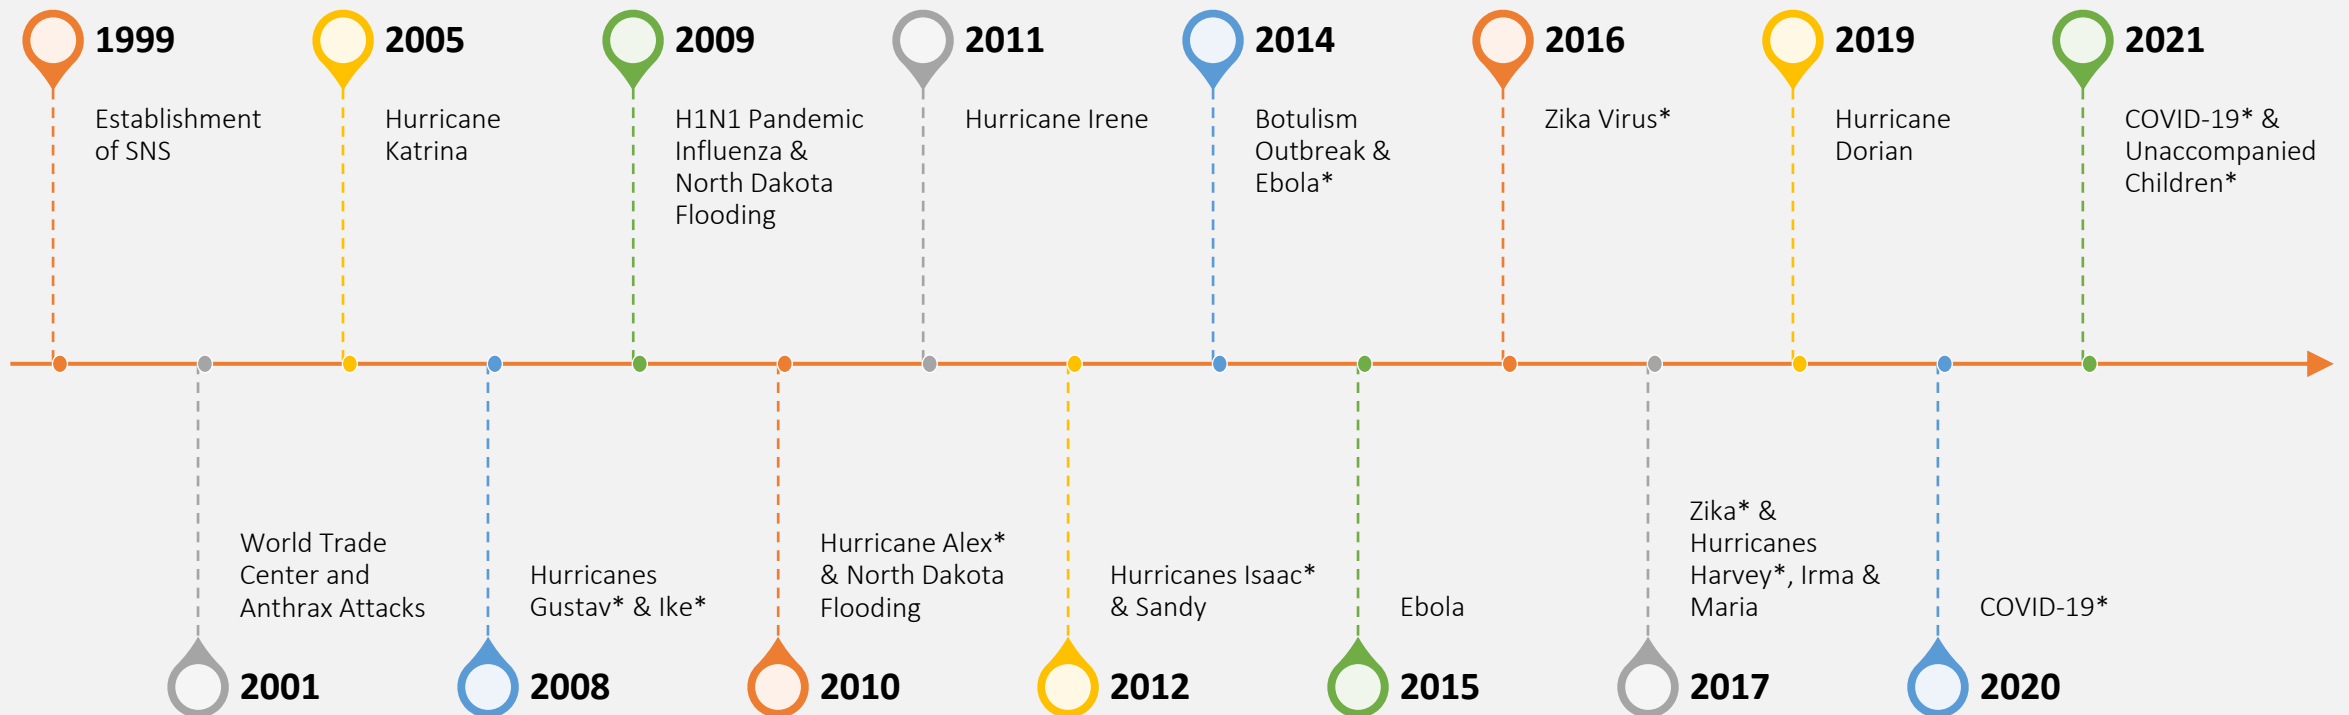 1999
Establishment
of SNS
2005
Hurricane
Katrina
2009
H1N1 Pandemic
Influenza &
North Dakota
Flooding
2011
Hurricane Irene
2014
Botulism
Outbreak &
Ebola*
2016
Zika Virus*
2019
Hurricane
Dorian
2021
COVID-19* &
Unaccompanied
Children*
World Trade
Center and
Anthrax Attacks
2001
Hurricanes
Gustav* & Ike*
2008
Hurricane Alex*
& North Dakota
Flooding
2010
Hurricanes Isaac*
& Sandy
2012
Ebola
2015
Zika* &
Hurricanes
Harvey*, Irma &
Maria
2017
COVID-19*
2020